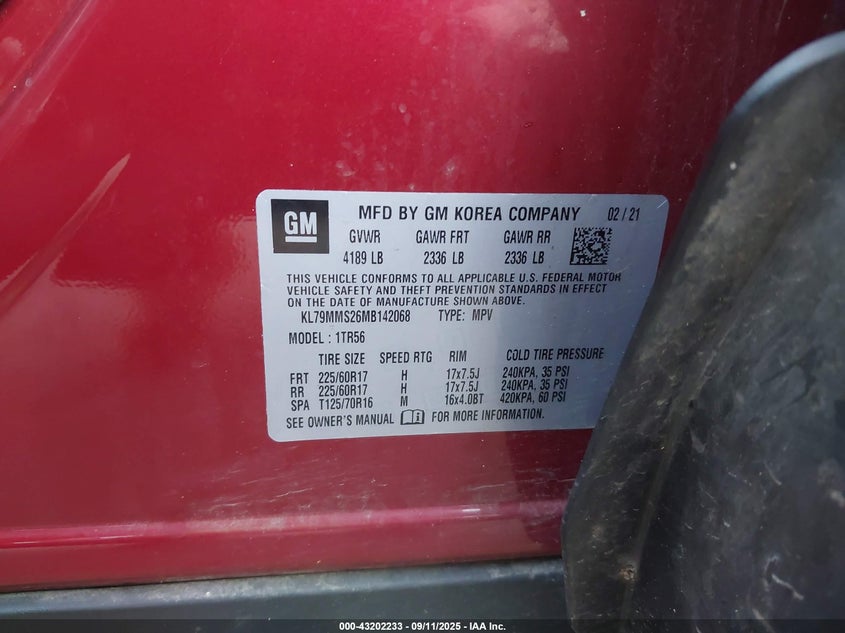 GM
MFD BY GM KOREA COMPANY 02 / 21
GVWR GAWR FRT GAWR RR
4189 LB 2336 LB 2336 LB
THIS VEHICLE CONFORMS TO ALL APPLICABLE U.S. FEDERAL MOTOR
VEHICLE SAFETY AND THEFT PREVENTION STANDARDS IN EFFECT
ON THE DATE OF MANUFACTURE SHOWN ABOVE.
KL79MMS26MB142068 TYPE: MPV
MODEL : 1TR56
TIRE SIZE SPEED RTG RIM COLD TIRE PRESSURE
FRT 225/60R17 H 17x7.5J 240KPA, 35 PSI
RR 225/60R17 H 17x7.5J 240KPA, 35 PSI
SPA T125/70R16 M 16x4.0BT 420KPA, 60 PSI
SEE OWNER'S MANUAL FOR MORE INFORMATION.
000-43202233 - 09/11/2025 - IAA Inc.